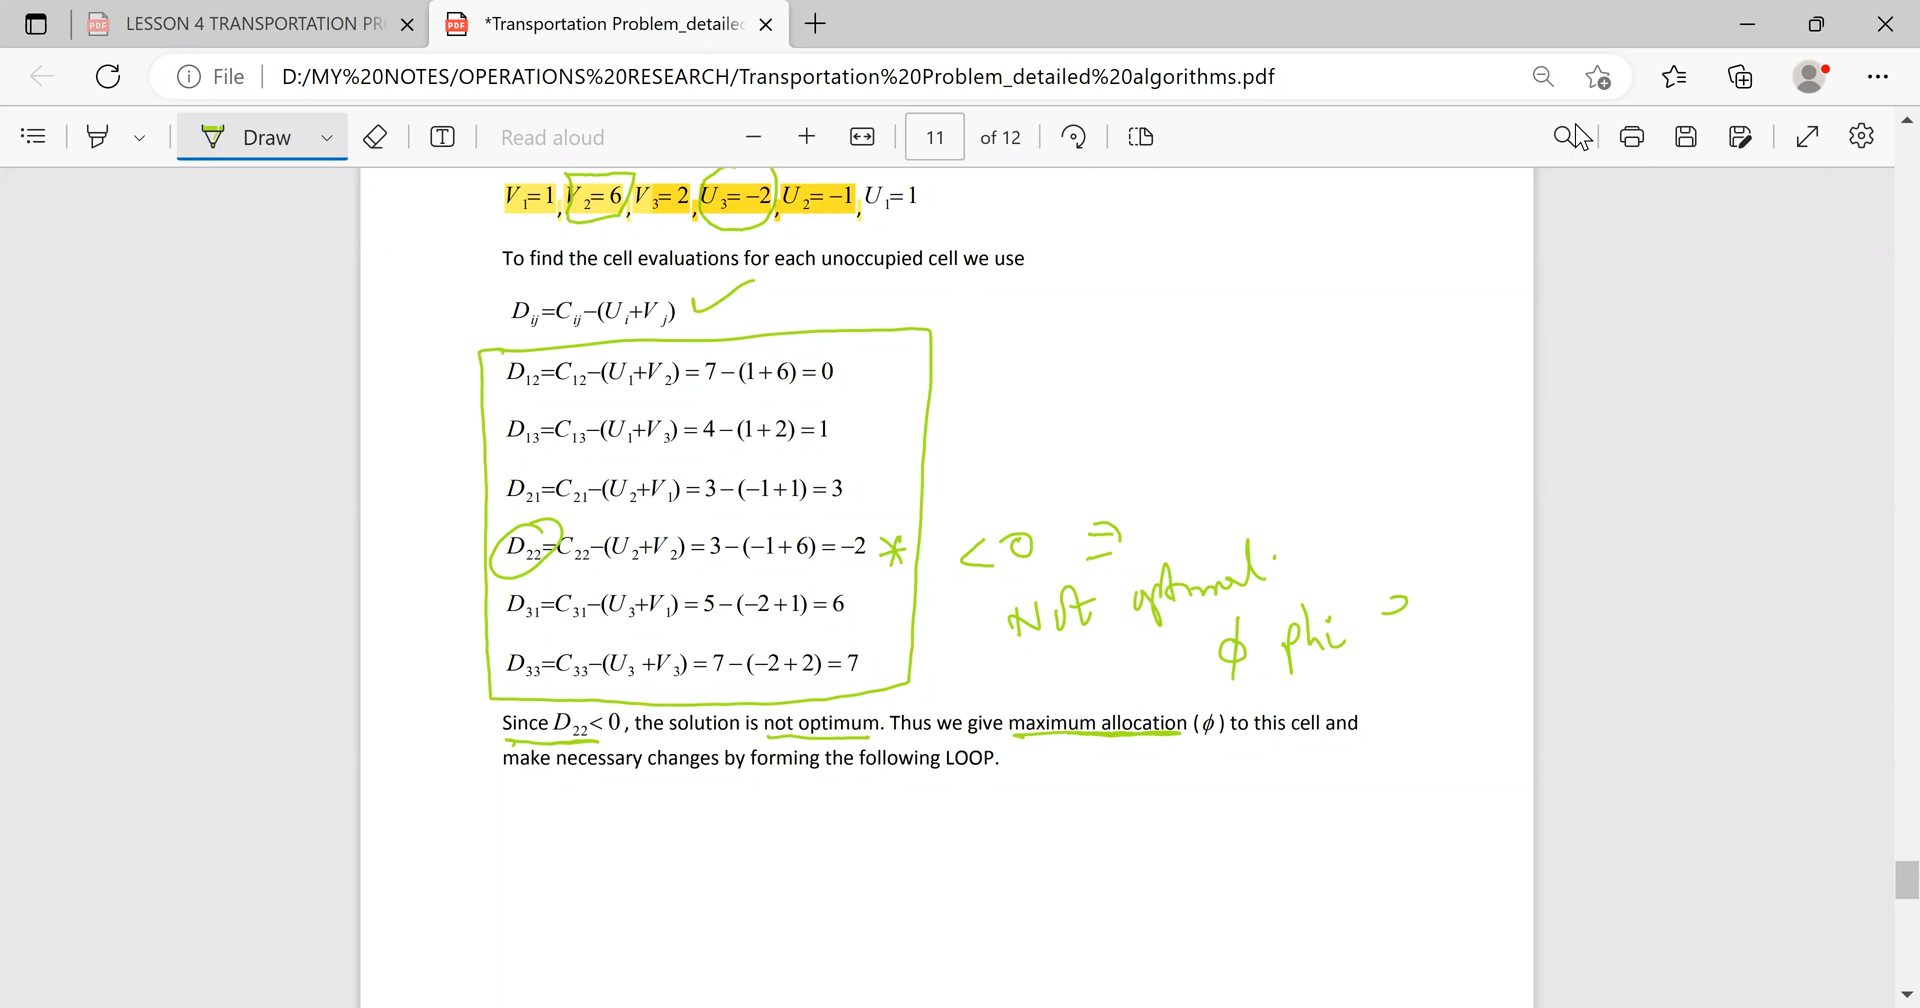 LESSON 4 TRANSPORTATION PR
*Transportation Problem_detailed
File
D:/MY%20NOTES/OPERATIONS%20RESEARCH/Transportation%20Problem_detailed%20algorithms.pdf
Draw
T
Read aloud
11 of 12
V₁=1, V₂=6, V₃=2, U₃=−2, U₂=−1, U₁=1
To find the cell evaluations for each unoccupied cell we use
Dᵢⱼ=Cᵢⱼ−(Uᵢ+Vⱼ) ✓
D₁₂=C₁₂−(U₁+V₂) = 7−(1+6) = 0
D₁₃=C₁₃−(U₁+V₃) = 4−(1+2) = 1
D₂₁=C₂₁−(U₂+V₁) = 3−(−1+1) = 3
D₂₂=C₂₂−(U₂+V₂) = 3−(−1+6) = −2 * <0 ⇒
Not optimal.
D₃₁=C₃₁−(U₃+V₁) = 5−(−2+1) = 6
ϕ phi
D₃₃=C₃₃−(U₃+V₃) = 7−(−2+2) = 7
Since D₂₂<0, the solution is not optimum. Thus we give maximum allocation (ϕ) to this cell and
make necessary changes by forming the following LOOP.